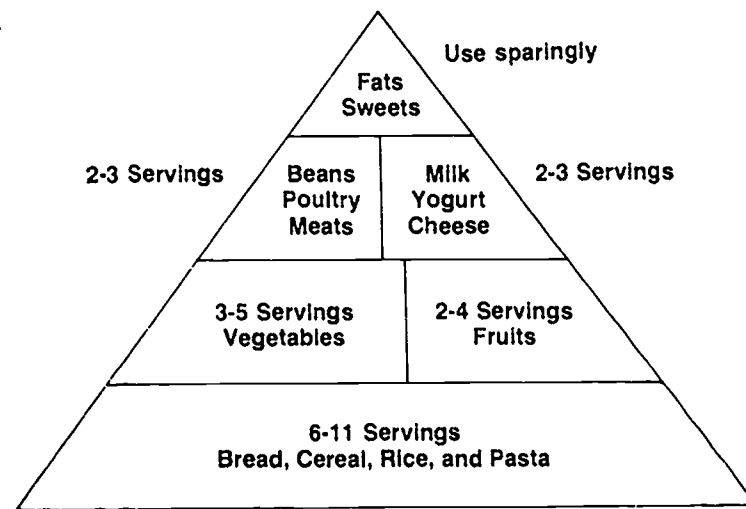 Use sparingly
Fats
Sweets
2-3 Servings
Beans
Poultry
Meats
Milk
Yogurt
Cheese
2-3 Servings
3-5 Servings
Vegetables
2-4 Servings
Fruits
6-11 Servings
Bread, Cereal, Rice, and Pasta